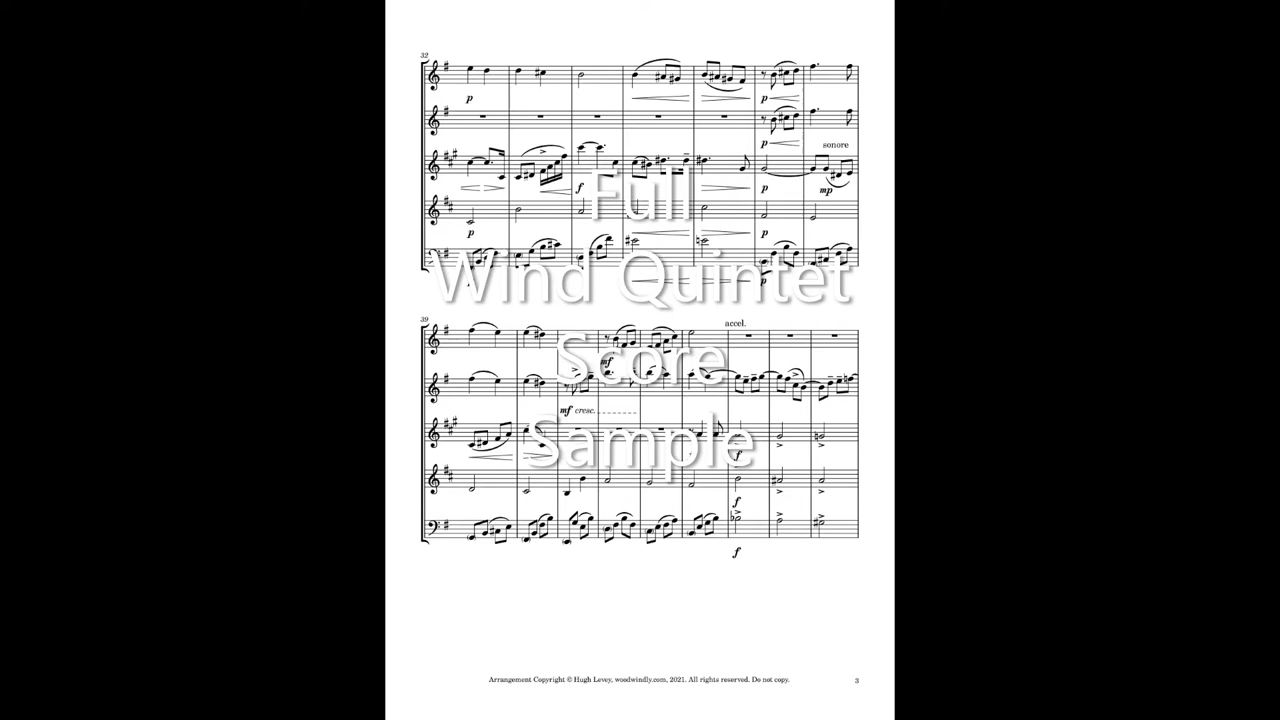 32
p
p
p
sonore
f
p
mp
p
p
p
Full
Wind Quintet
Score
Sample
39
accel.
mf
mf cresc.
f
f
f
Arrangement Copyright © Hugh Levey, woodwindly.com, 2021. All rights reserved. Do not copy.
3